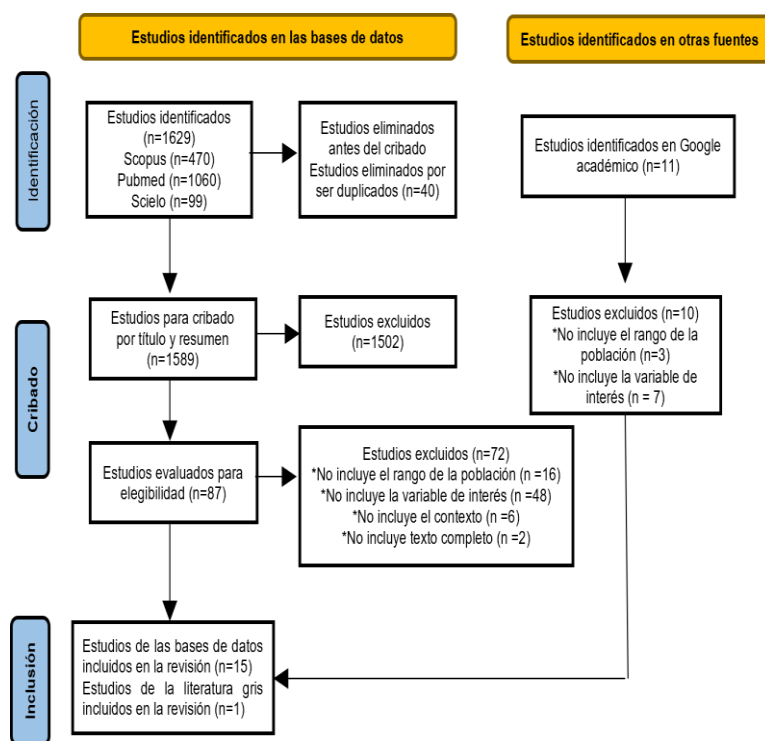 Estudios identificados en las bases de datos
Estudios identificados en otras fuentes
Identificación
Estudios identificados
(n=1629)
Scopus (n=470)
Pubmed (n=1060)
Scielo (n=99)
Estudios eliminados
antes del cribado
Estudios eliminados por
ser duplicados (n=40)
Estudios identificados en Google
académico (n=11)
Cribado
Estudios para cribado
por título y resumen
(n=1589)
Estudios excluidos
(n=1502)
Estudios excluidos (n=10)
*No incluye el rango de la
población (n=3)
*No incluye la variable de
interés (n = 7)
Estudios evaluados para
elegibilidad (n=87)
Estudios excluidos (n=72)
*No incluye el rango de la población (n =16)
*No incluye la variable de interés (n =48)
*No incluye el contexto (n =6)
*No incluye texto completo (n =2)
Inclusión
Estudios de las bases de datos
incluidos en la revisión (n=15)
Estudios de la literatura gris
incluidos en la revisión (n=1)